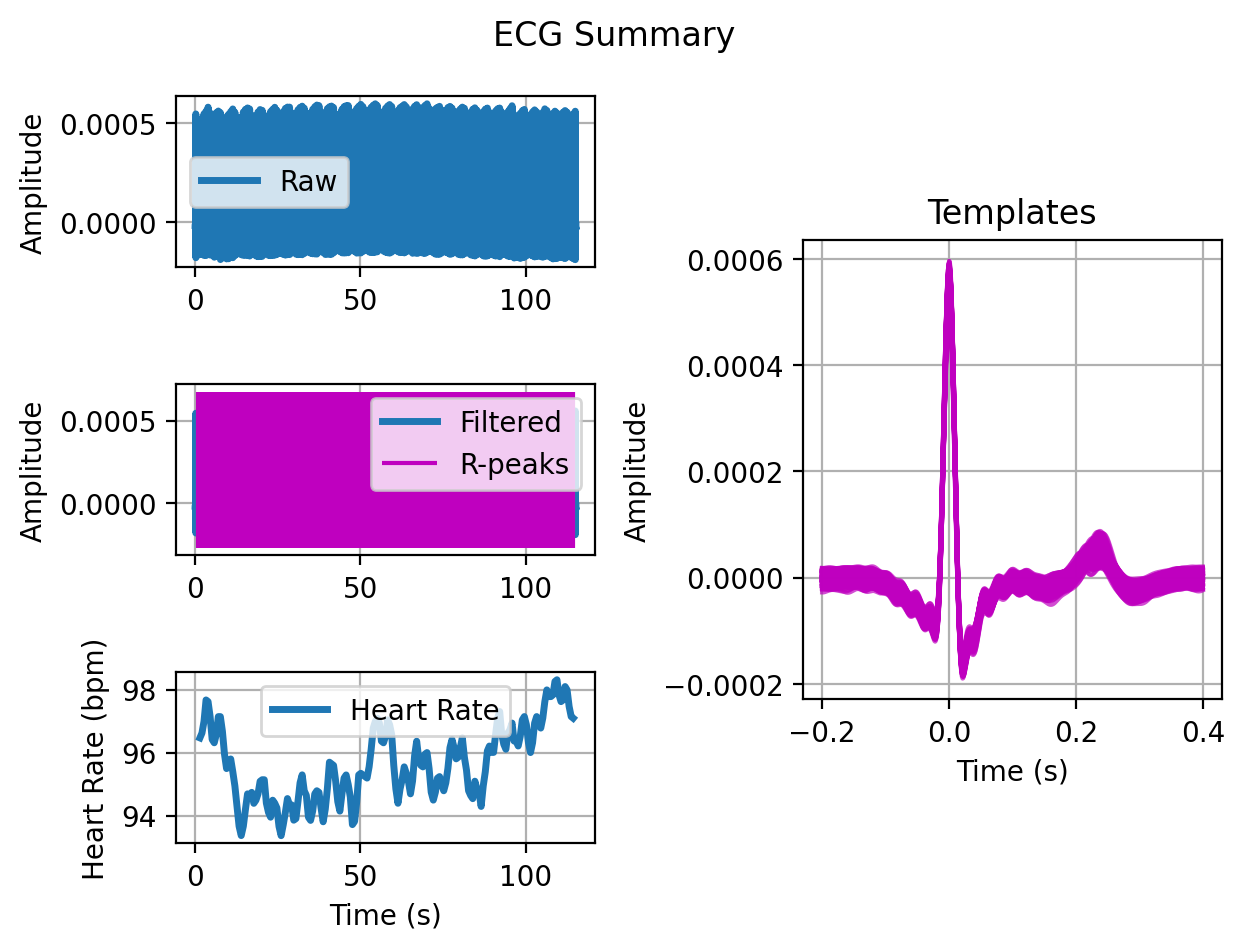 ECG Summary
Amplitude
0.0005
0.0000
Raw
0 50 100
Amplitude
0.0005
0.0000
Filtered
R-peaks
0 50 100
Heart Rate (bpm)
98
96
94
Heart Rate
0 50 100
Time (s)
Templates
Amplitude
0.0006
0.0004
0.0002
0.0000
−0.0002
−0.2 0.0 0.2 0.4
Time (s)